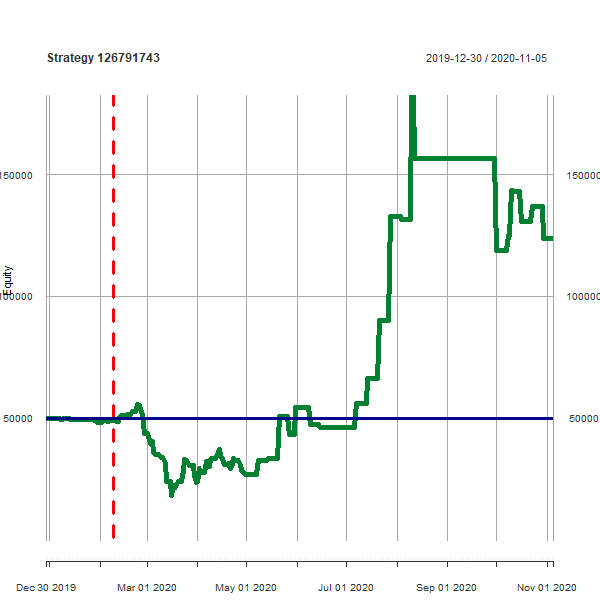 Strategy 126791743
2019-12-30 / 2020-11-05
150000
150000
Equity
100000
100000
50000
50000
Dec 30 2019
Mar 01 2020
May 01 2020
Jul 01 2020
Sep 01 2020
Nov 01 2020